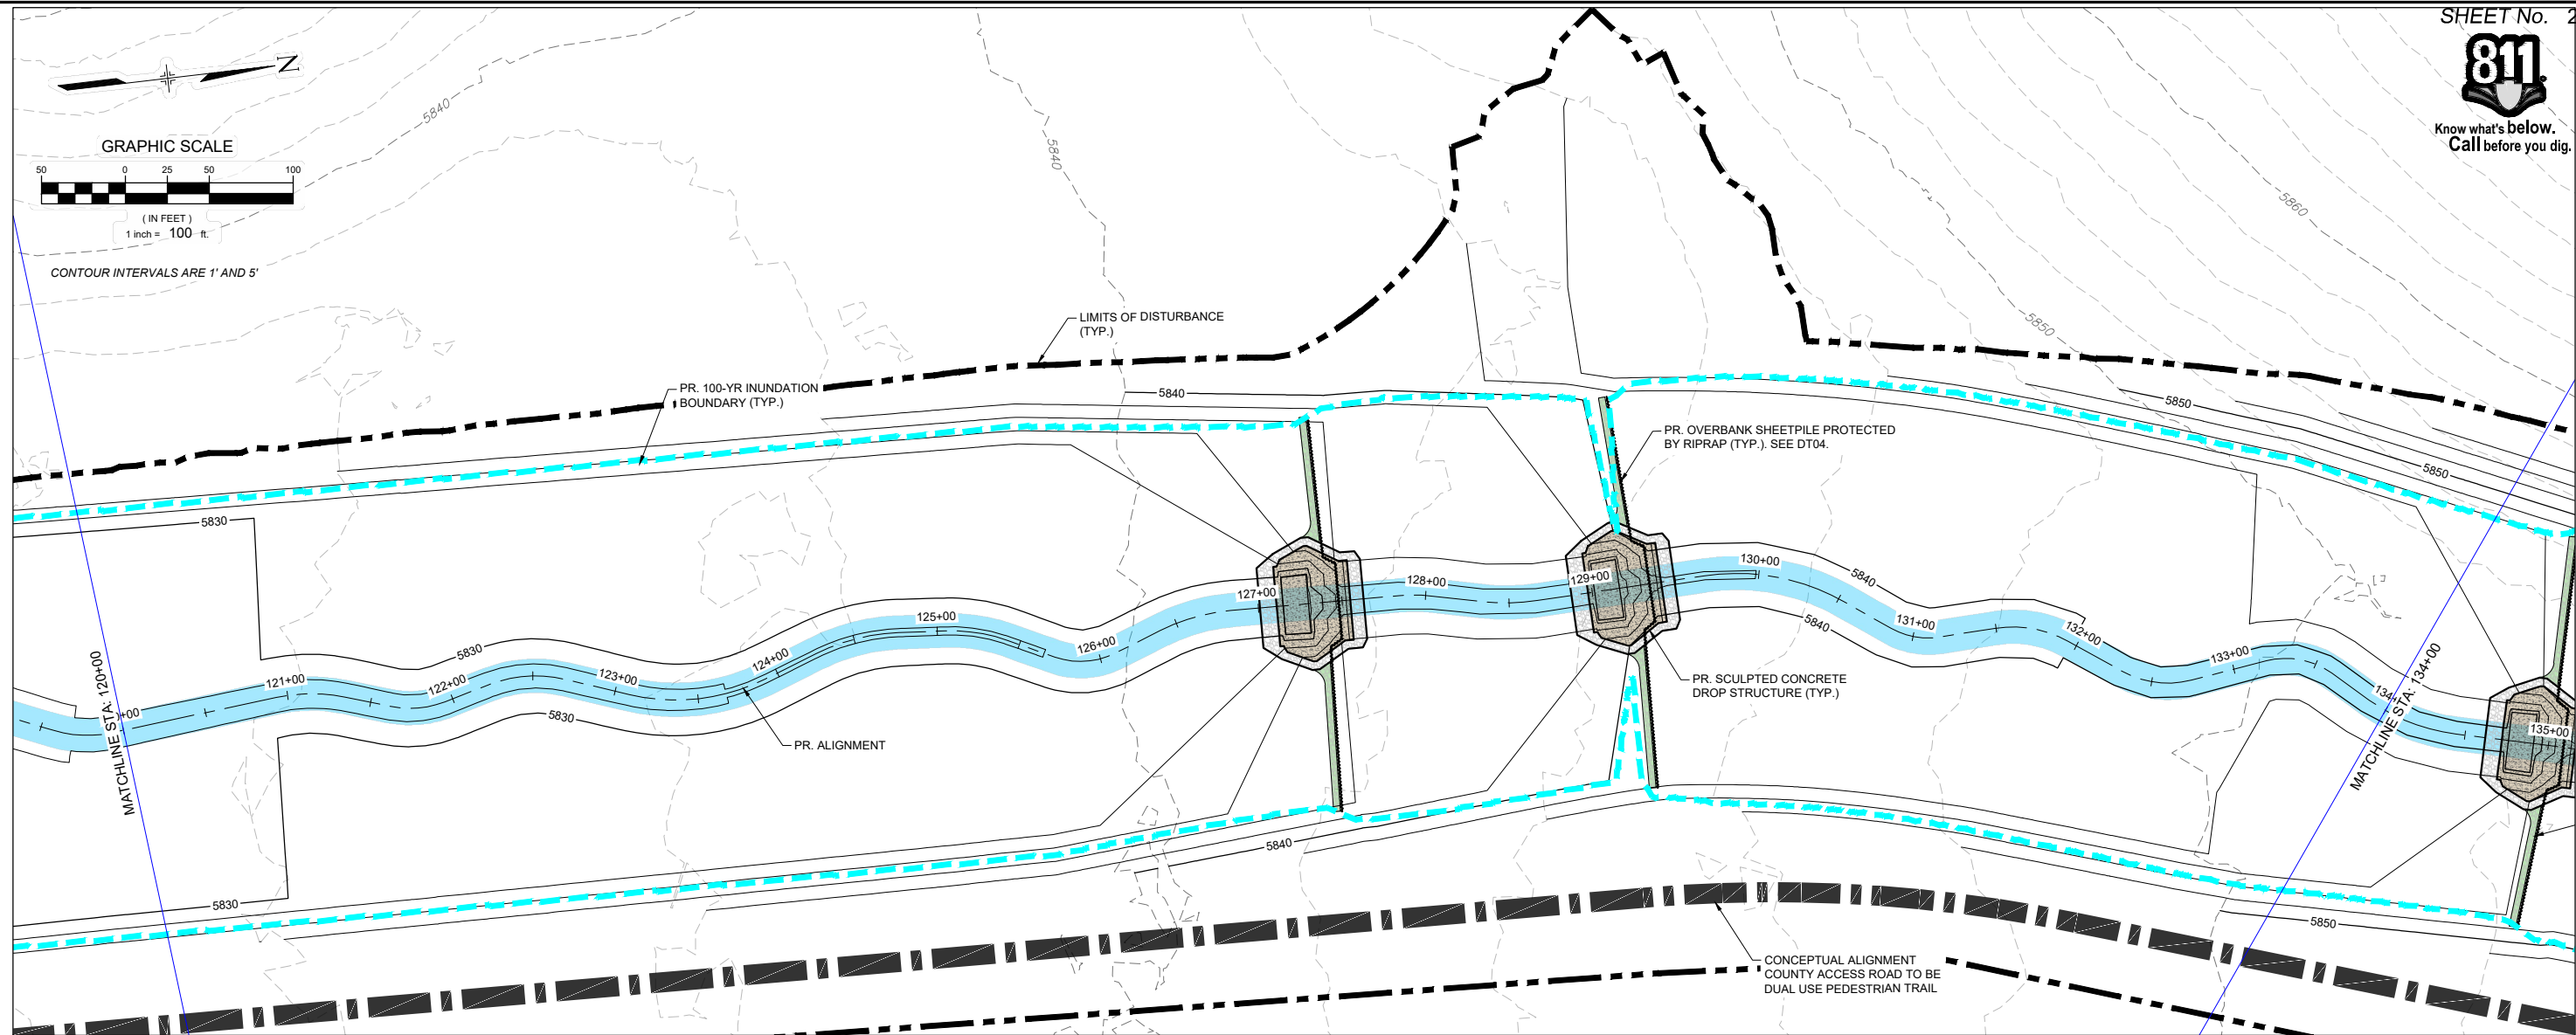 SHEET No. 2
811
Know what's below.
Call before you dig.
N
GRAPHIC SCALE
50 0 25 50 100
( IN FEET )
1 inch = 100 ft.
CONTOUR INTERVALS ARE 1' AND 5'
5840
5840
5860
5850
LIMITS OF DISTURBANCE
(TYP.)
PR. 100-YR INUNDATION
BOUNDARY (TYP.)
5840
5850
5850
PR. OVERBANK SHEETPILE PROTECTED
BY RIPRAP (TYP.). SEE DT04.
5830
MATCHLINE STA: 120+00
+00
121+00
122+00
123+00
124+00
125+00
126+00
127+00
128+00
129+00
130+00
131+00
132+00
133+00
134+
135+00
5830
5830
5840
5840
MATCHLINE STA: 134+00
PR. SCULPTED CONCRETE
DROP STRUCTURE (TYP.)
PR. ALIGNMENT
5840
5830
5850
CONCEPTUAL ALIGNMENT
COUNTY ACCESS ROAD TO BE
DUAL USE PEDESTRIAN TRAIL